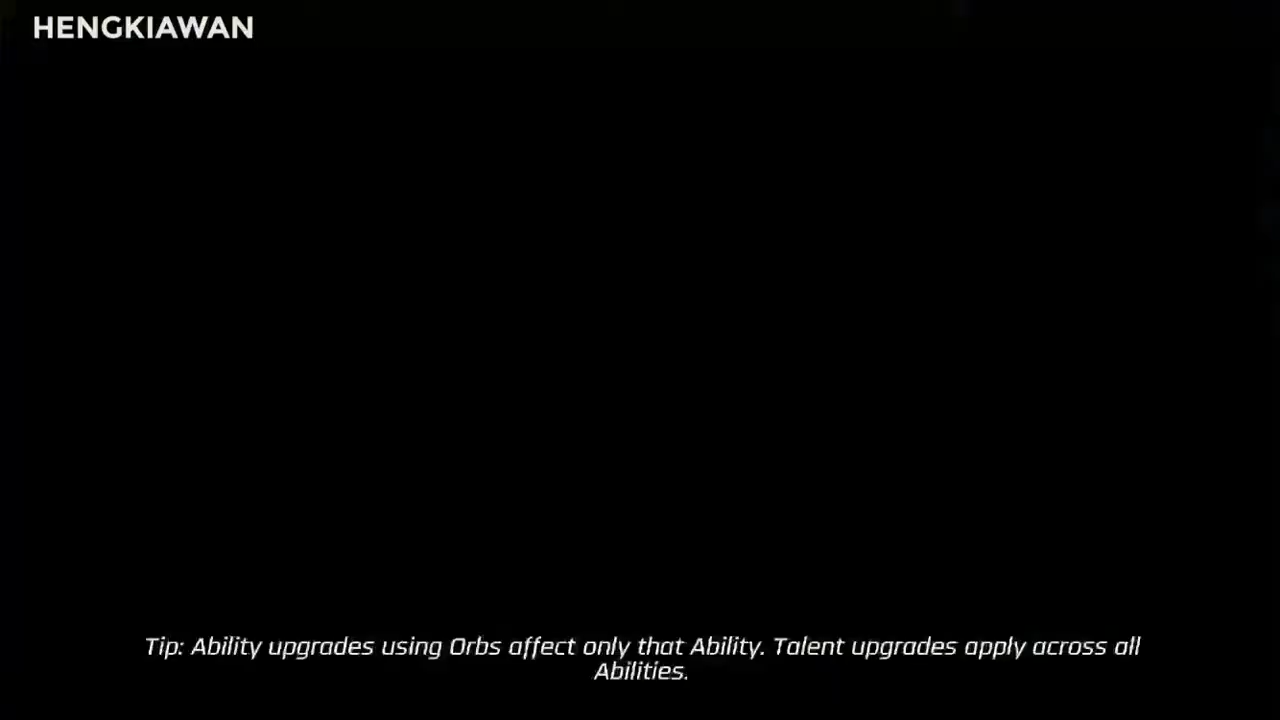 HENGKIAWAN
Tip: Ability upgrades using Orbs affect only that Ability. Talent upgrades apply across all
Abilities.